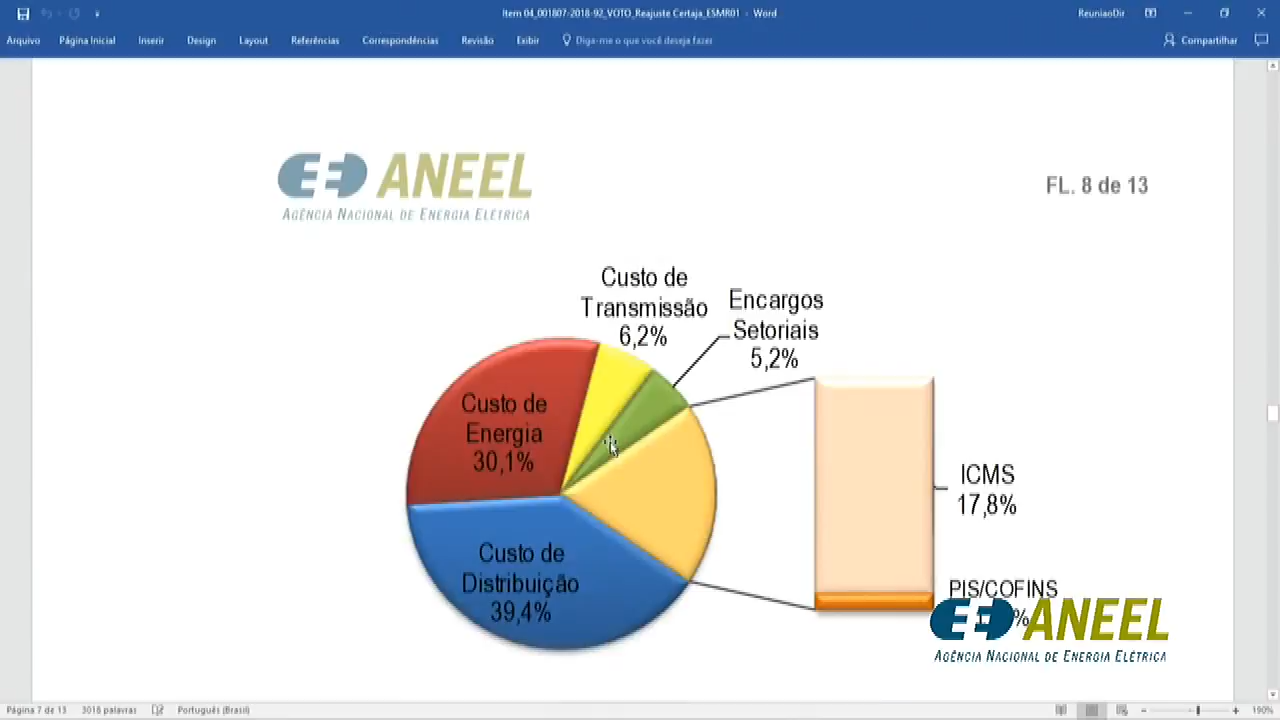 Item 04_001807-2018-92_VOTO_Reajuste Certaja_ESMR01 - Word
ReuniaoDir
Arquivo
Página Inicial
Inserir
Design
Layout
Referências
Correspondências
Revisão
Exibir
Diga-me o que você deseja fazer
Compartilhar
ANEEL
AGÊNCIA NACIONAL DE ENERGIA ELÉTRICA
FL. 8 de 13
Custo de
Transmissão
6,2%
Encargos
Setoriais
5,2%
Custo de
Energia
30,1%
ICMS
17,8%
Custo de
Distribuição
39,4%
PIS/COFINS
%
ANEEL
AGÊNCIA NACIONAL DE ENERGIA ELÉTRICA
Página 7 de 13
3018 palavras
Português (Brasil)
190%